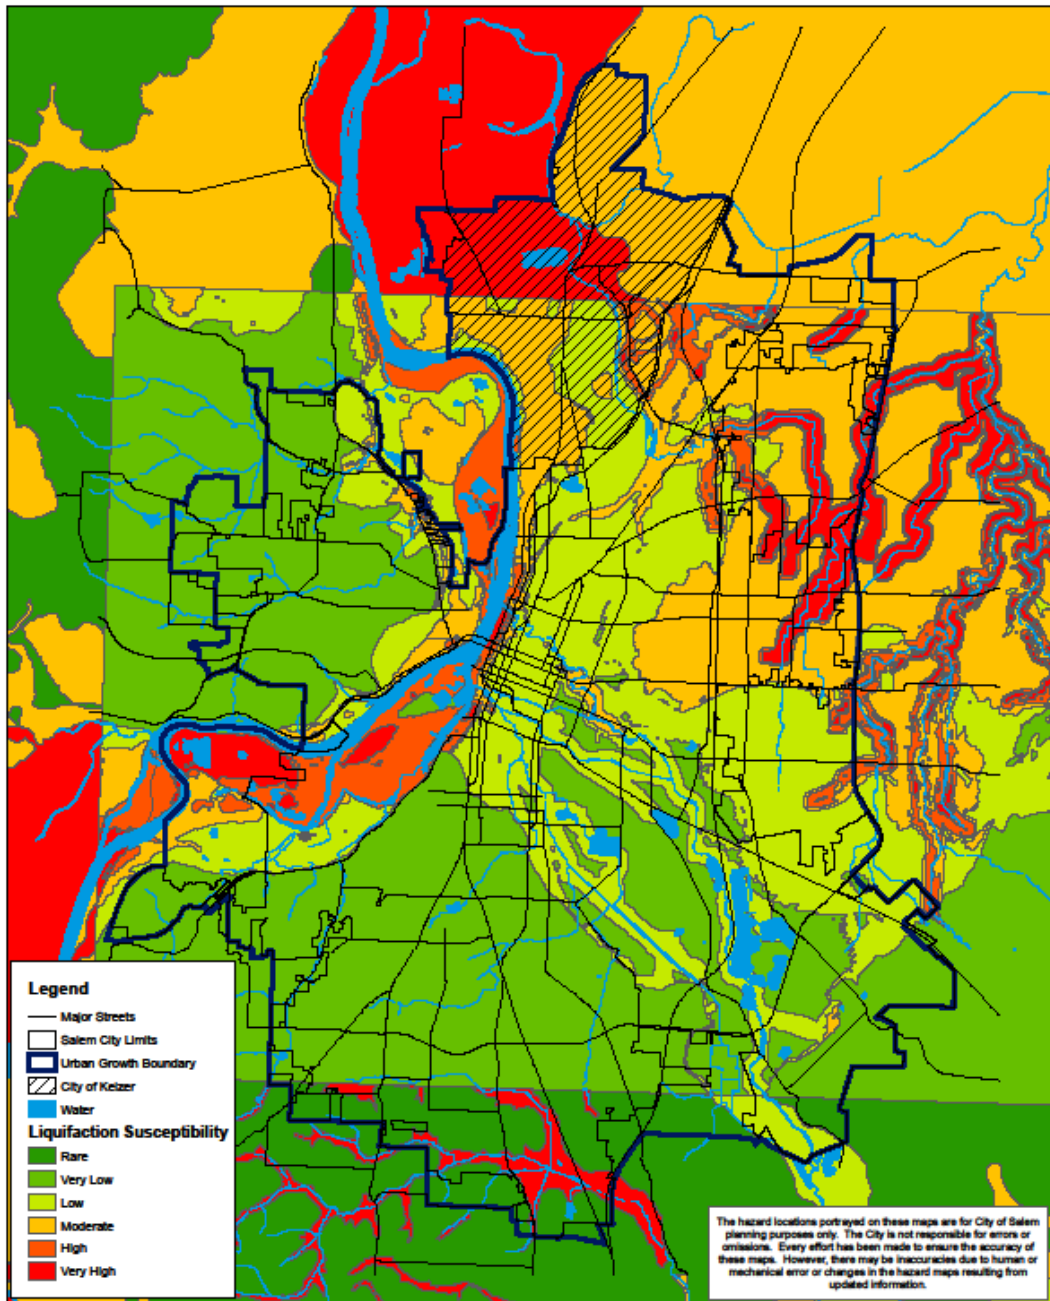 Legend
Major Streets
Salem City Limits
Urban Growth Boundary
City of Keizer
Water
Liquifaction Susceptibility
Rare
Very Low
Low
Moderate
High
Very High
The hazard locations portrayed on these maps are for City of Salem
planning purposes only. The City is not responsible for errors or
omissions. Every effort has been made to ensure the accuracy of
these maps. However, there may be inaccuracies due to human or
mechanical error or changes in the hazard maps resulting from
updated information.